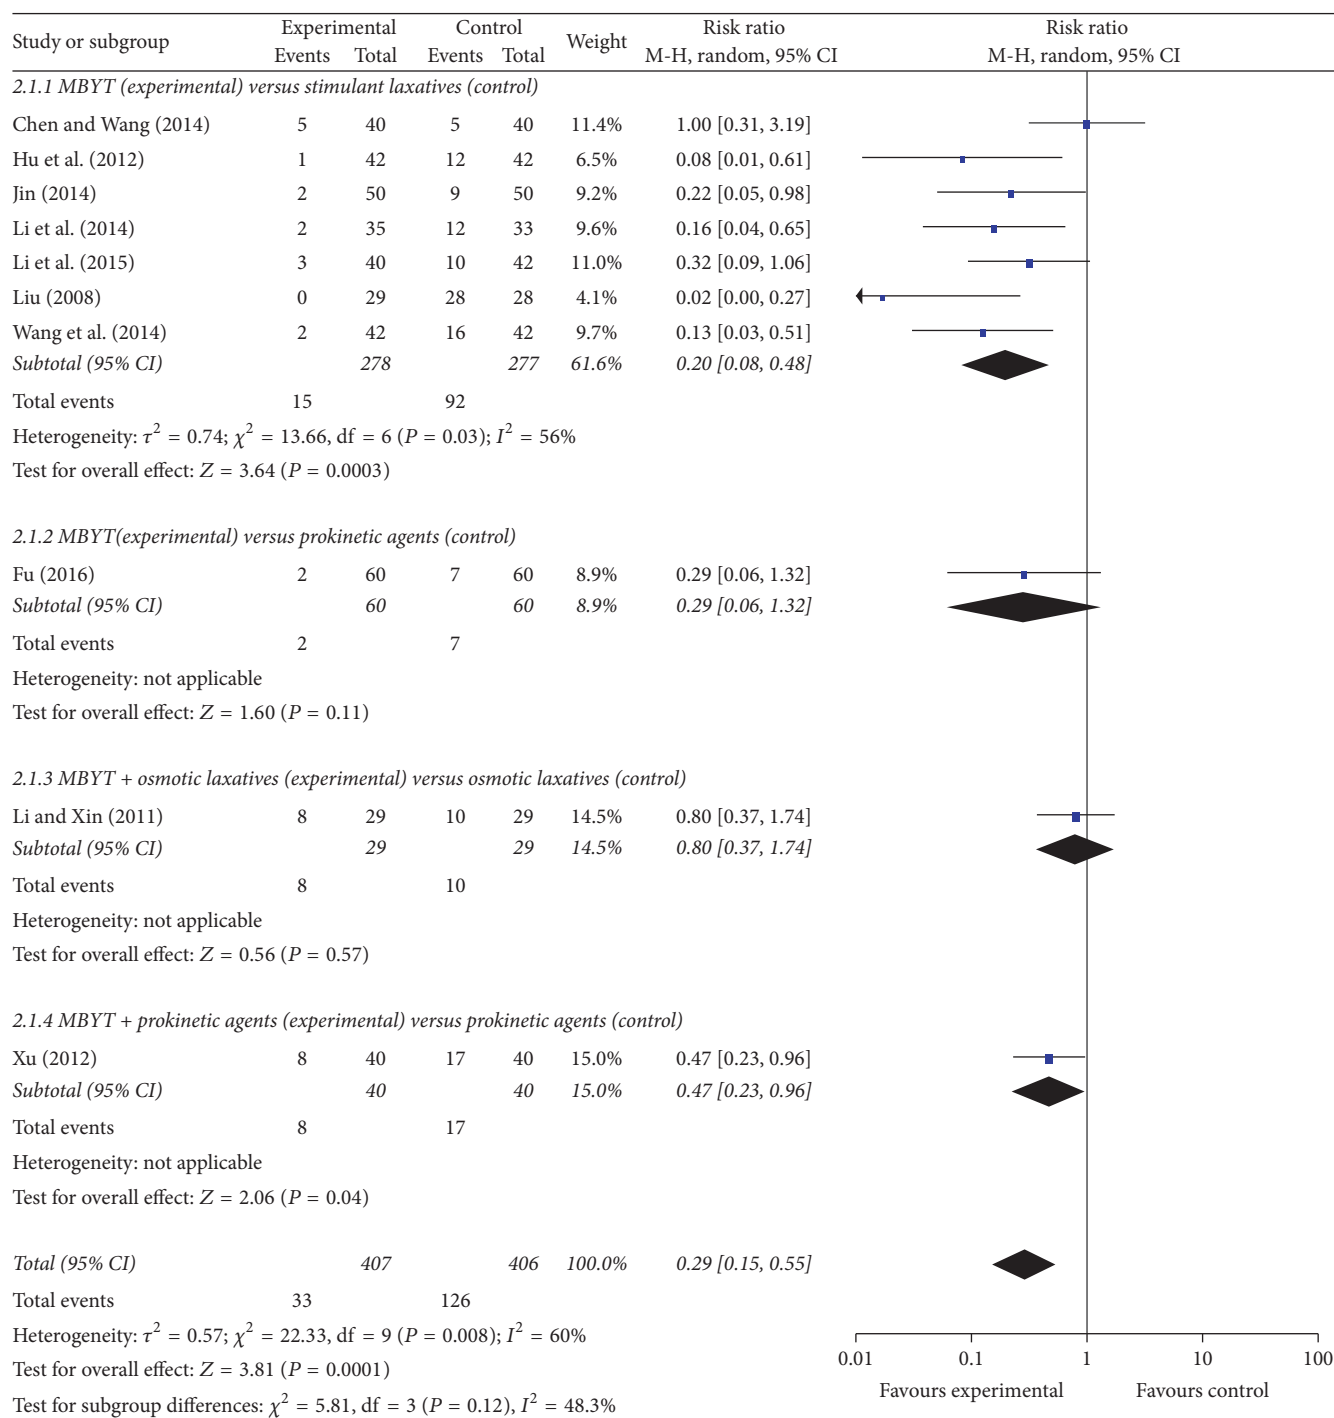 Study or subgroup Experimental Control Weight Risk ratio Risk ratio
Events Total Events Total M-H, random, 95% CI M-H, random, 95% CI
2.1.1 MBYT (experimental) versus stimulant laxatives (control)
Chen and Wang (2014) 5 40 5 40 11.4% 1.00 [0.31, 3.19]
Hu et al. (2012) 1 42 12 42 6.5% 0.08 [0.01, 0.61]
Jin (2014) 2 50 9 50 9.2% 0.22 [0.05, 0.98]
Li et al. (2014) 2 35 12 33 9.6% 0.16 [0.04, 0.65]
Li et al. (2015) 3 40 10 42 11.0% 0.32 [0.09, 1.06]
Liu (2008) 0 29 28 28 4.1% 0.02 [0.00, 0.27]
Wang et al. (2014) 2 42 16 42 9.7% 0.13 [0.03, 0.51]
Subtotal (95% CI) 278 277 61.6% 0.20 [0.08, 0.48]
Total events 15 92
Heterogeneity: τ² = 0.74; χ² = 13.66, df = 6 (P = 0.03); I² = 56%
Test for overall effect: Z = 3.64 (P = 0.0003)
2.1.2 MBYT(experimental) versus prokinetic agents (control)
Fu (2016) 2 60 7 60 8.9% 0.29 [0.06, 1.32]
Subtotal (95% CI) 60 60 8.9% 0.29 [0.06, 1.32]
Total events 2 7
Heterogeneity: not applicable
Test for overall effect: Z = 1.60 (P = 0.11)
2.1.3 MBYT + osmotic laxatives (experimental) versus osmotic laxatives (control)
Li and Xin (2011) 8 29 10 29 14.5% 0.80 [0.37, 1.74]
Subtotal (95% CI) 29 29 14.5% 0.80 [0.37, 1.74]
Total events 8 10
Heterogeneity: not applicable
Test for overall effect: Z = 0.56 (P = 0.57)
2.1.4 MBYT + prokinetic agents (experimental) versus prokinetic agents (control)
Xu (2012) 8 40 17 40 15.0% 0.47 [0.23, 0.96]
Subtotal (95% CI) 40 40 15.0% 0.47 [0.23, 0.96]
Total events 8 17
Heterogeneity: not applicable
Test for overall effect: Z = 2.06 (P = 0.04)
Total (95% CI) 407 406 100.0% 0.29 [0.15, 0.55]
Total events 33 126
Heterogeneity: τ² = 0.57; χ² = 22.33, df = 9 (P = 0.008); I² = 60%
Test for overall effect: Z = 3.81 (P = 0.0001)
Test for subgroup differences: χ² = 5.81, df = 3 (P = 0.12), I² = 48.3%
0.01 0.1 1 10 100
Favours experimental Favours control